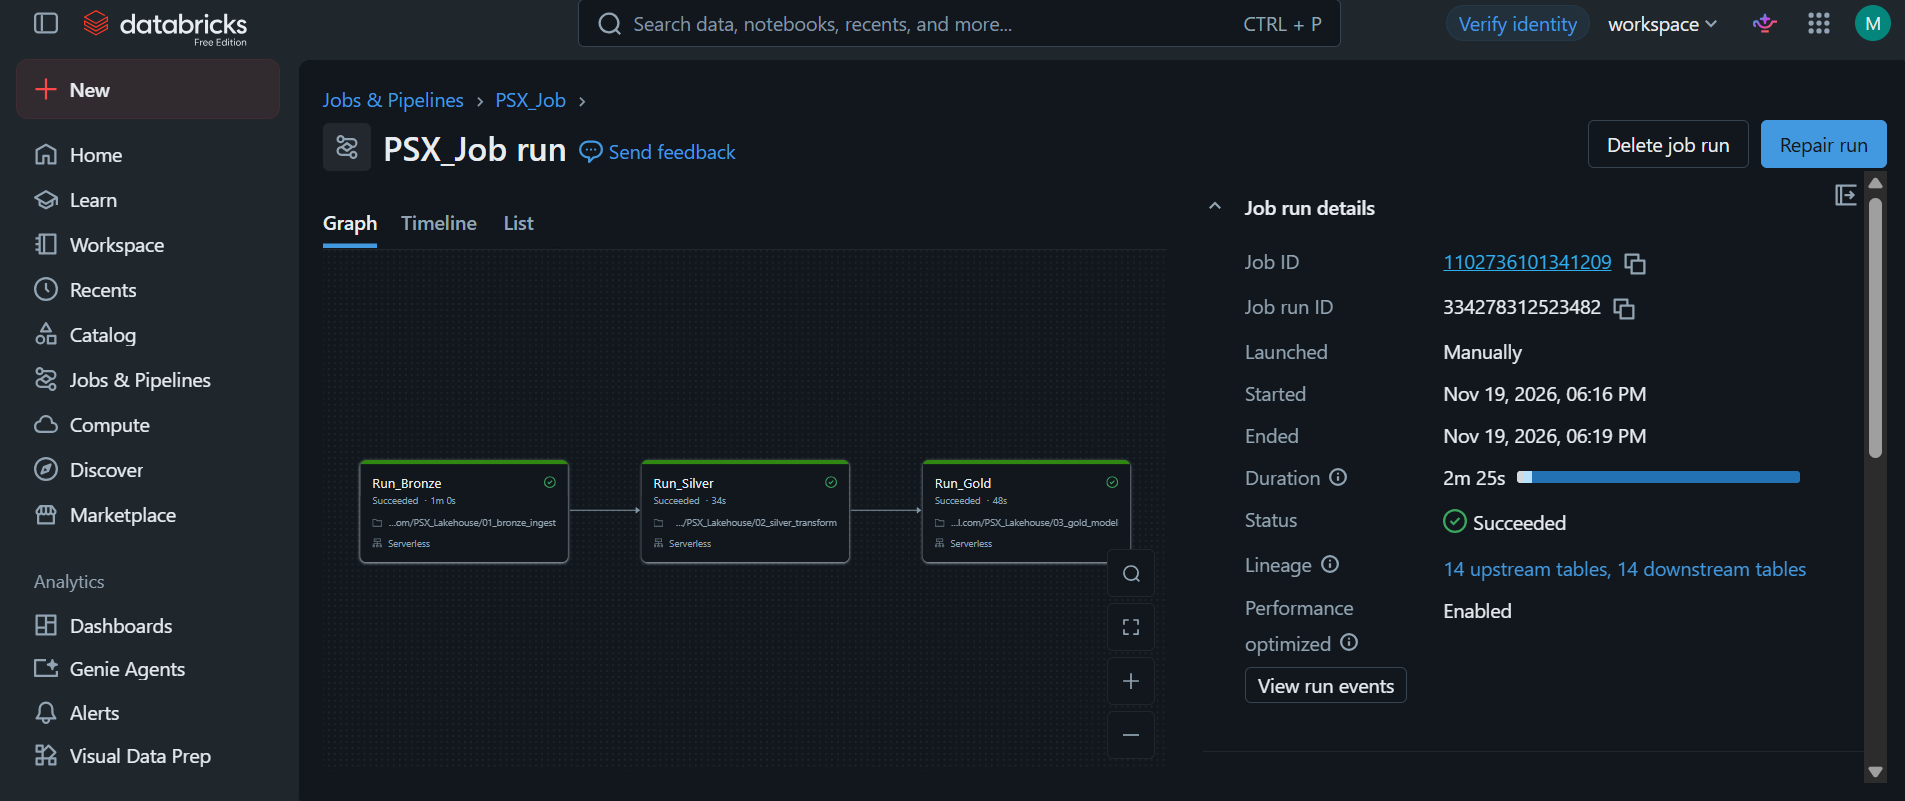 databricks
Free Edition
Search data, notebooks, recents, and more...
CTRL + P
Verify identity
workspace
M
New
Home
Learn
Workspace
Recents
Catalog
Jobs & Pipelines
Compute
Discover
Marketplace
Analytics
Dashboards
Genie Agents
Alerts
Visual Data Prep
Jobs & Pipelines › PSX_Job ›
PSX_Job run
Send feedback
Delete job run
Repair run
Graph
Timeline
List
Run_Bronze
Succeeded · 1m 0s
...om/PSX_Lakehouse/01_bronze_ingest
Serverless
Run_Silver
Succeeded · 34s
.../PSX_Lakehouse/02_silver_transform
Serverless
Run_Gold
Succeeded · 48s
...l.com/PSX_Lakehouse/03_gold_model
Serverless
Job run details
Job ID
1102736101341209
Job run ID
334278312523482
Launched
Manually
Started
Nov 19, 2026, 06:16 PM
Ended
Nov 19, 2026, 06:19 PM
Duration
2m 25s
Status
Succeeded
Lineage
14 upstream tables, 14 downstream tables
Performance
optimized
Enabled
View run events